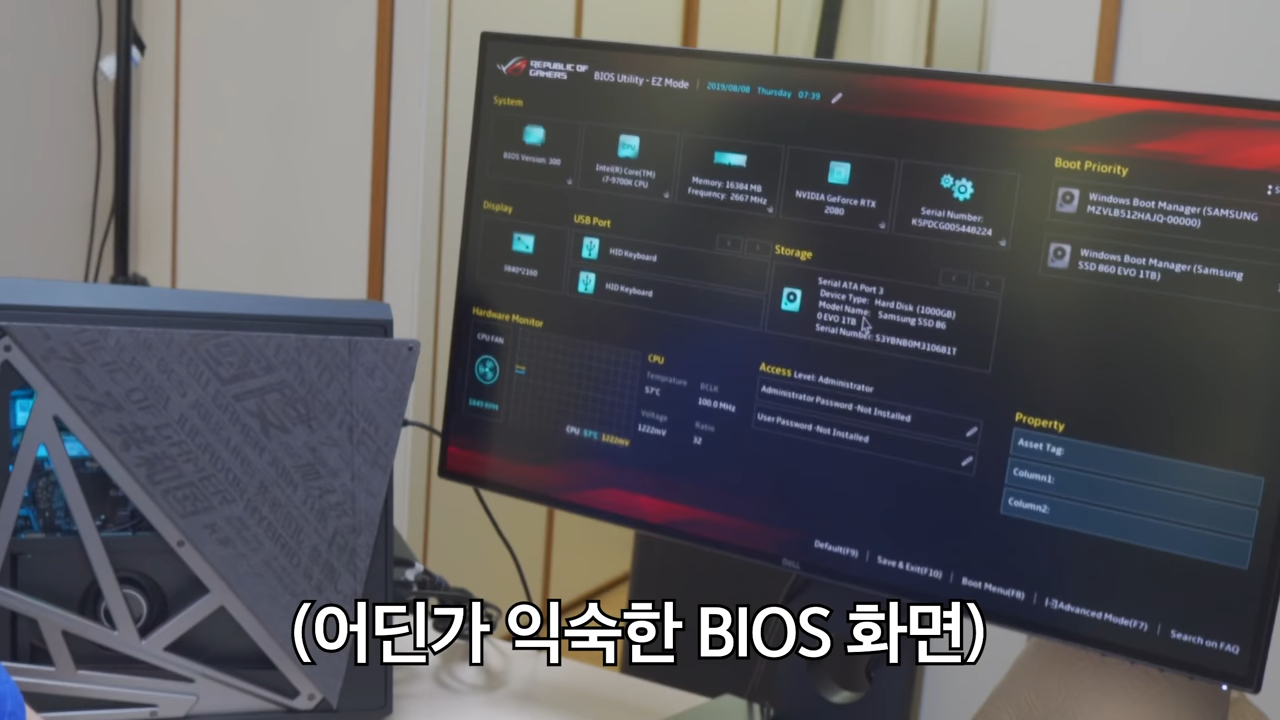 REPUBLIC OF
GAMERS
BIOS Utility - EZ Mode
2019/08/08 Thursday 07:39
System
BIOS Version: 300
Intel(R) Core(TM)
i7-9700K CPU
Memory: 16384 MB
Frequency: 2667 MHz
NVIDIA GeForce RTX
2080
Serial Number:
K5PDCG005448224
Boot Priority
Windows Boot Manager (SAMSUNG
MZVLB512HAJQ-00000)
Windows Boot Manager (Samsung
SSD 860 EVO 1TB)
Display
3840*2160
USB Port
HID Keyboard
HID Keyboard
Storage
Serial ATA Port 3
Device Type: Hard Disk (1000GB)
Model Name: Samsung SSD 86
0 EVO 1TB
Serial Number: S3YBNB0M310681T
Hardware Monitor
CPU FAN
1849 RPM
CPU 57°C 1222mV
CPU
Temprature
57°C
BCLK
100.0 MHz
Voltage
1222mV
Ratio
32
Access Level: Administrator
Administrator Password -Not Installed
User Password -Not Installed
Property
Asset Tag:
Column1:
Column2:
Default(F9)
Save & Exit(F10)
Boot Menu(F8)
Advanced Mode(F7)
Search on FAQ
DELL
(어딘가 익숙한 BIOS 화면)